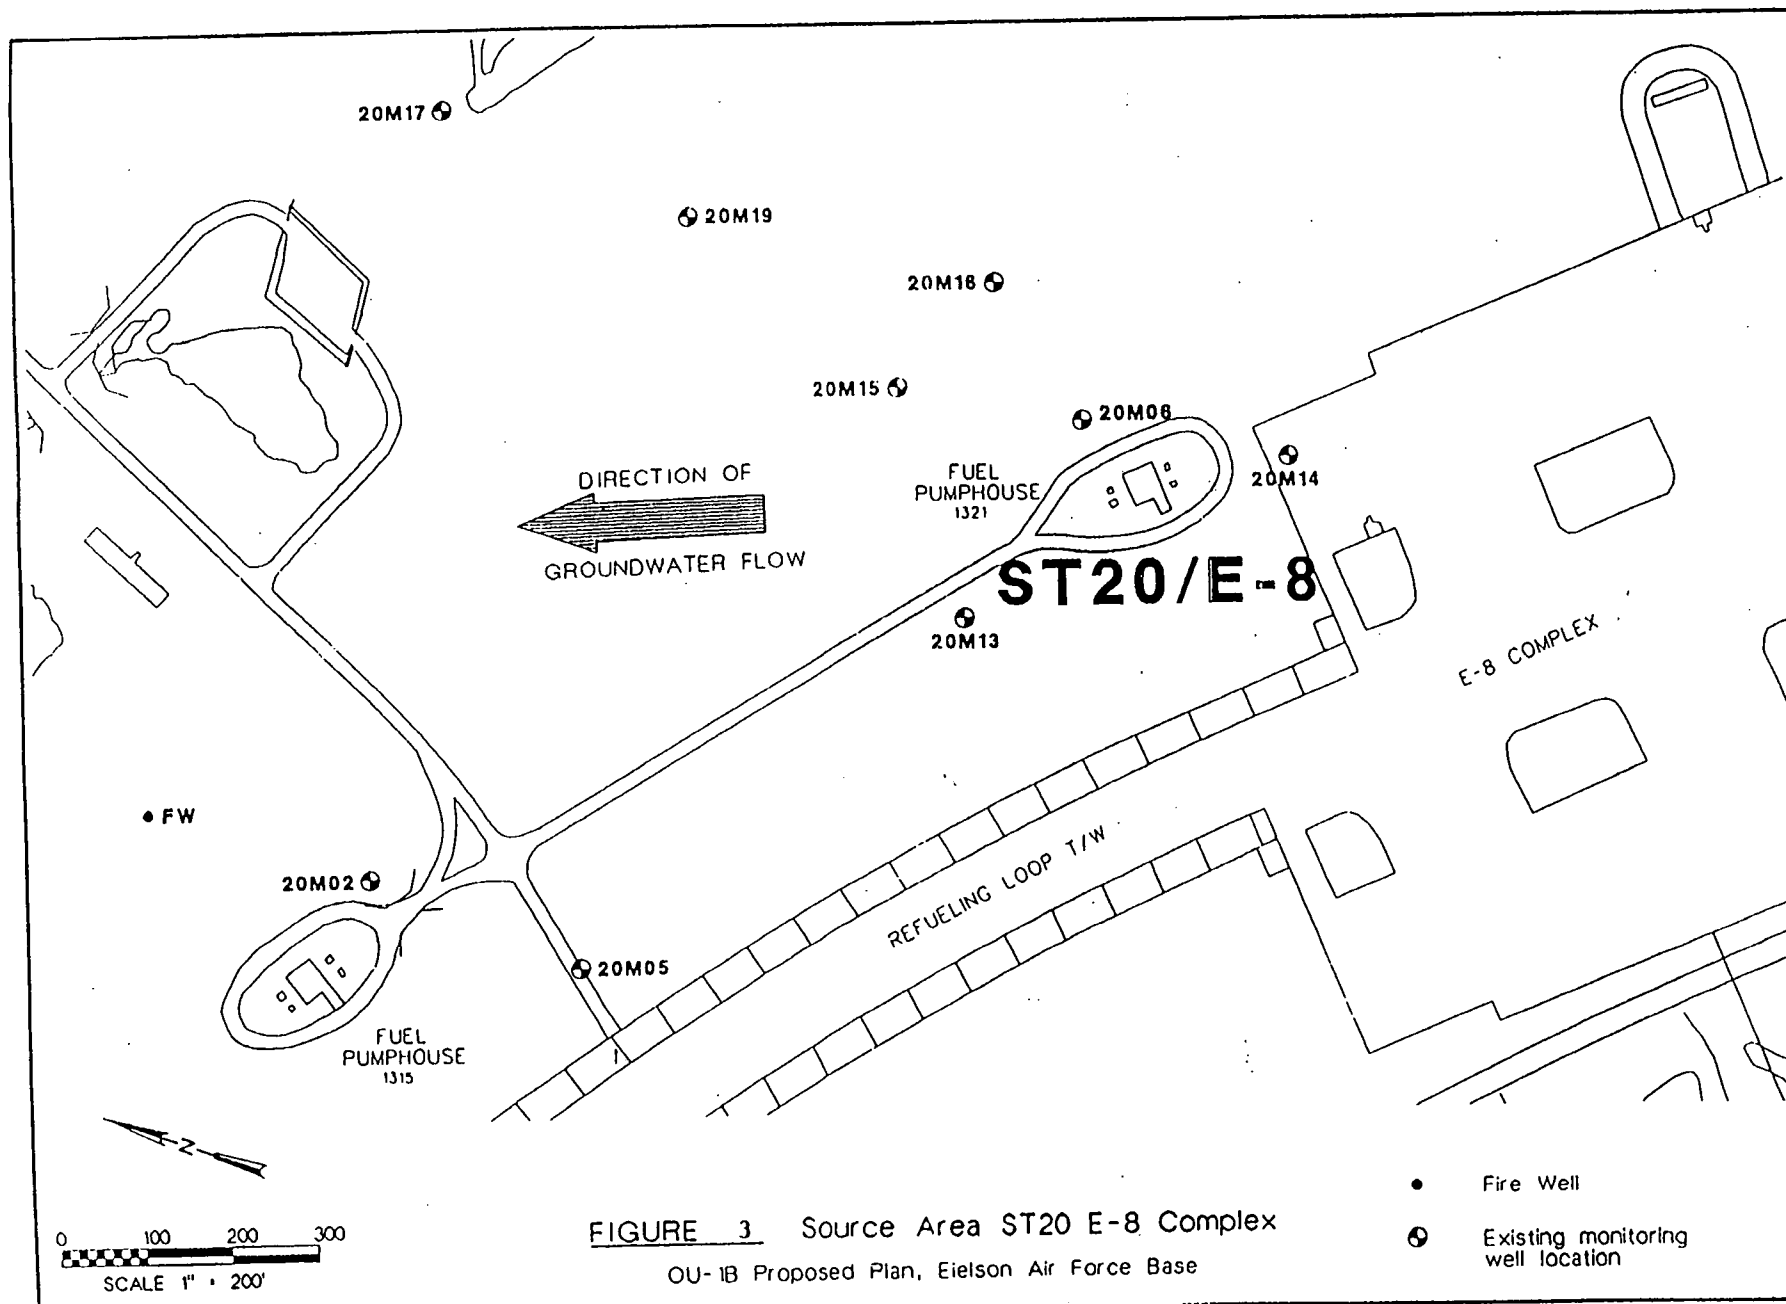 20M17
20M19
20M18
20M15
20M06
20M14
DIRECTION OF
GROUNDWATER FLOW
FUEL
PUMPHOUSE
1321
ST20/E-8
20M13
E-8 COMPLEX
FW
REFUELING LOOP T/W
20M02
20M05
FUEL
PUMPHOUSE
1315
N
0 100 200 300
SCALE 1" = 200'
FIGURE 3 Source Area ST20 E-8 Complex
OU-1B Proposed Plan, Eielson Air Force Base
Fire Well
Existing monitoring
well location